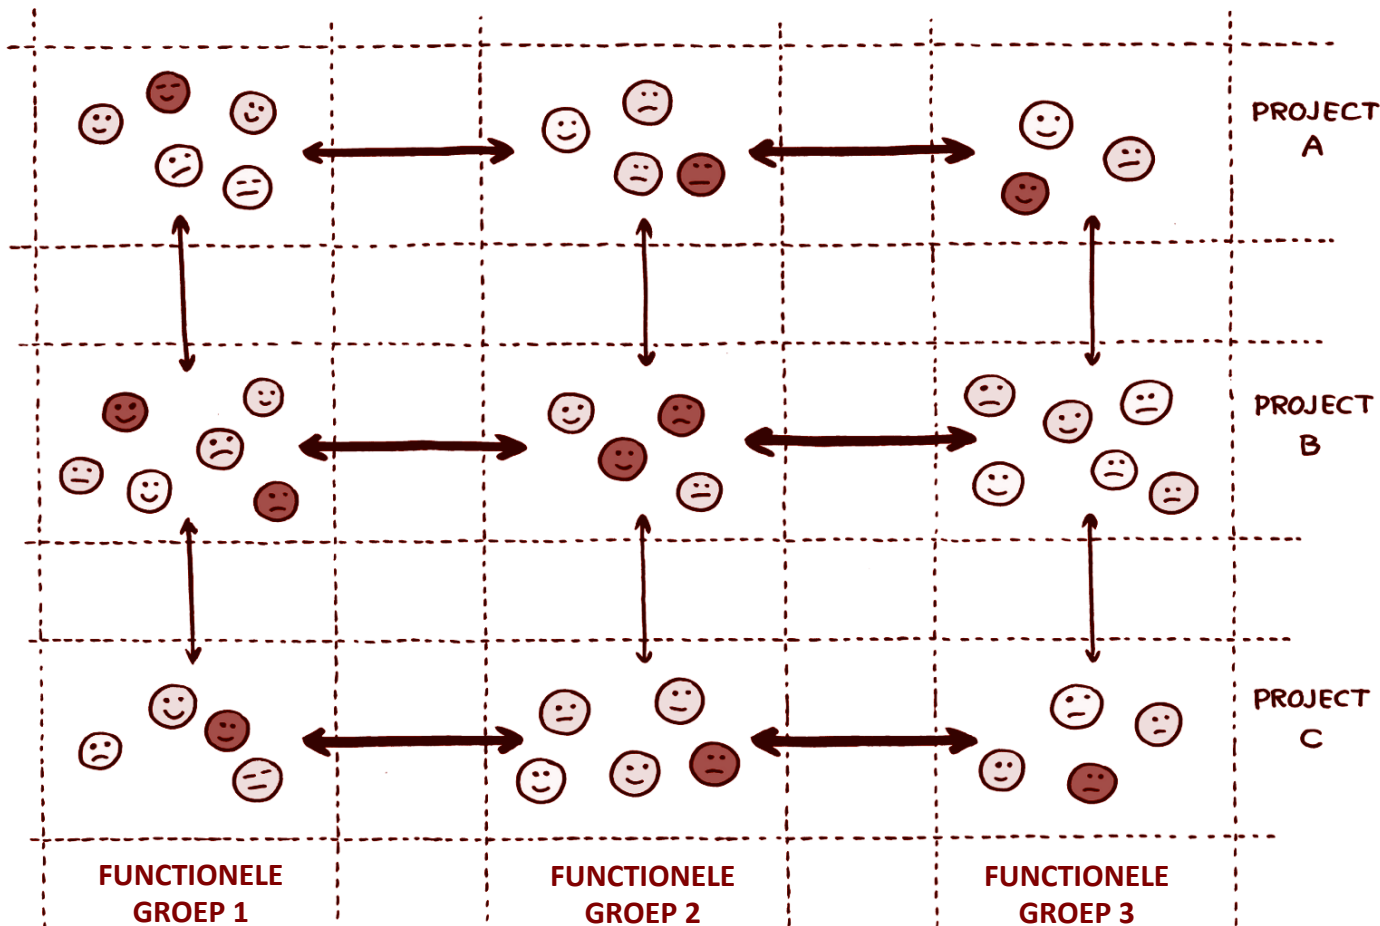 PROJECT
A
PROJECT
B
PROJECT
C
FUNCTIONELE
GROEP 1
FUNCTIONELE
GROEP 2
FUNCTIONELE
GROEP 3